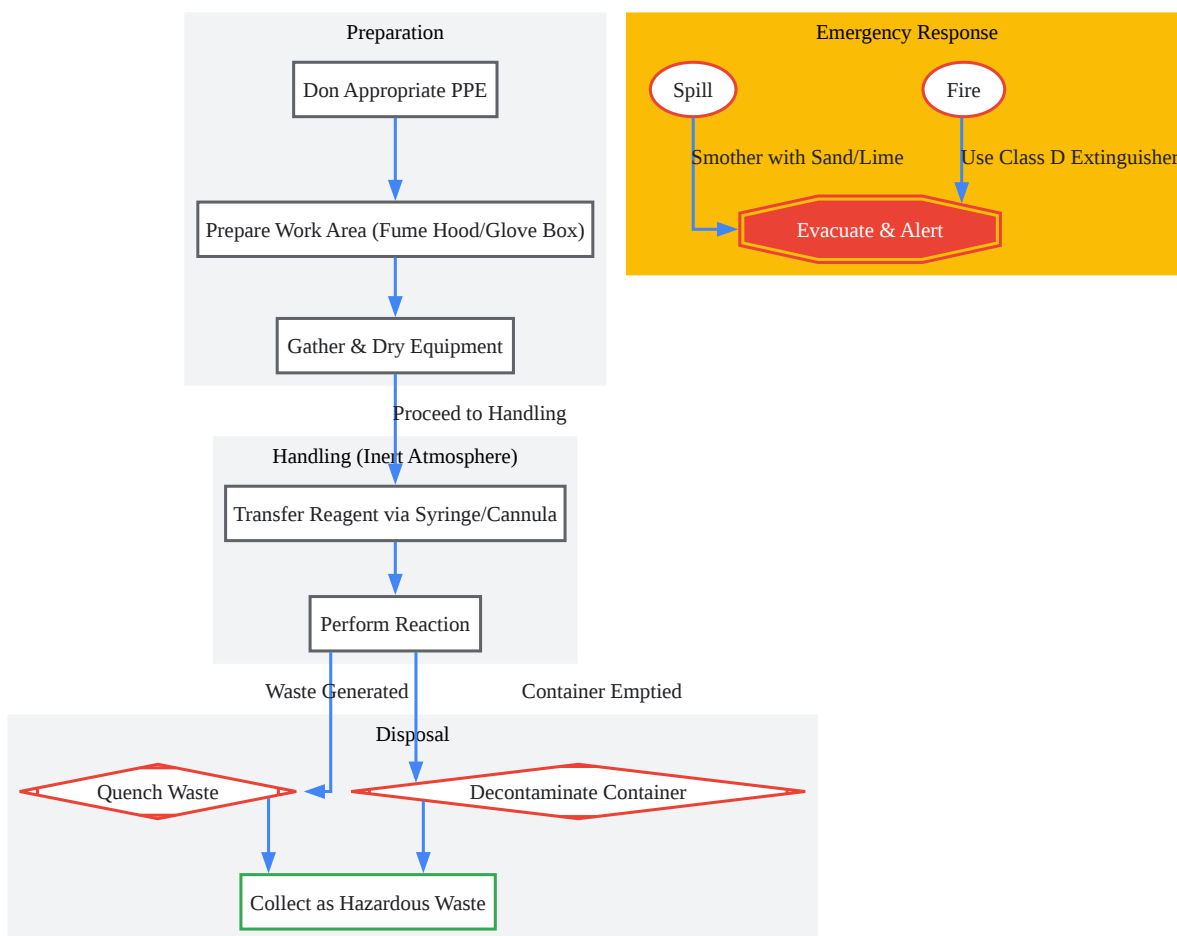 Preparation
Don Appropriate PPE
Prepare Work Area (Fume Hood/Glove Box)
Gather & Dry Equipment
Proceed to Handling
Handling (Inert Atmosphere)
Transfer Reagent via Syringe/Cannula
Perform Reaction
Waste Generated
Container Emptied
Disposal
Quench Waste
Decontaminate Container
Collect as Hazardous Waste
Emergency Response
Spill
Fire
Smother with Sand/Lime
Use Class D Extinguisher
Evacuate & Alert